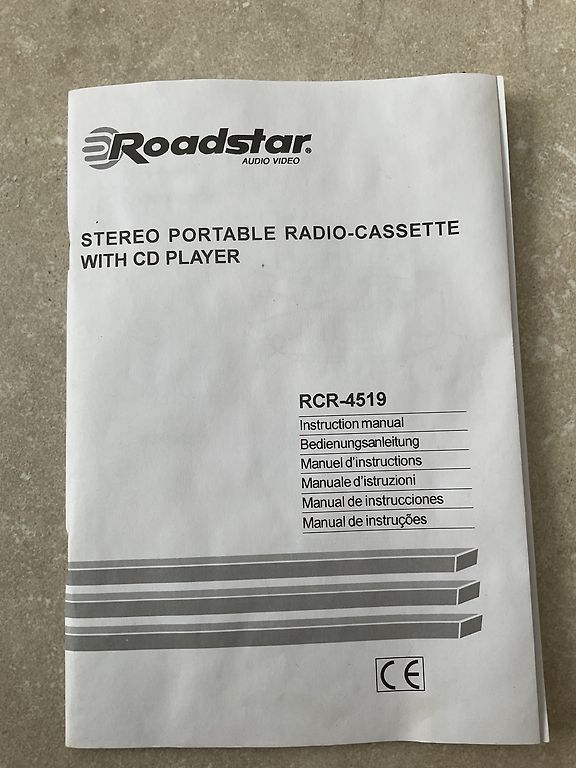 Roadstar®
AUDIO VIDEO
STEREO PORTABLE RADIO-CASSETTE
WITH CD PLAYER
RCR-4519
Instruction manual
Bedienungsanleitung
Manuel d'instructions
Manuale d'istruzioni
Manual de instrucciones
Manual de instruções
CE